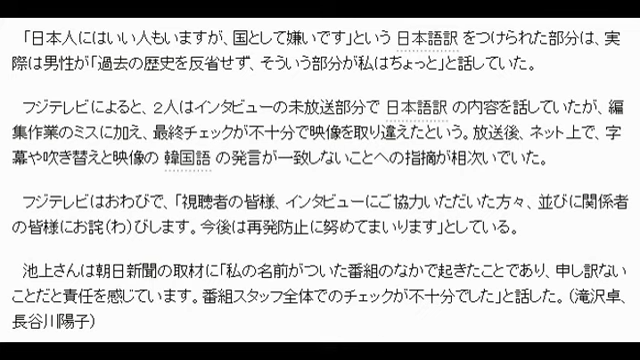 「日本人にはいい人もいますが、国として嫌いです」という 日本語訳 をつけられた部分は、実
際は男性が「過去の歴史を反省せず、そういう部分が私はちょっと」と話していた。
フジテレビによると、２人はインタビューの未放送部分で 日本語訳 の内容を話していたが、編
集作業のミスに加え、最終チェックが不十分で映像を取り違えたという。放送後、ネット上で、字
幕や吹き替えと映像の 韓国語 の発言が一致しないことへの指摘が相次いでいた。
フジテレビはおわびで、「視聴者の皆様、インタビューにご協力いただいた方々、並びに関係者
の皆様にお詫（わ）びします。今後は再発防止に努めてまいります」としている。
池上さんは朝日新聞の取材に「私の名前がついた番組のなかで起きたことであり、申し訳ない
ことだと責任を感じています。番組スタッフ全体でのチェックが不十分でした」と話した。（滝沢卓、
長谷川陽子）